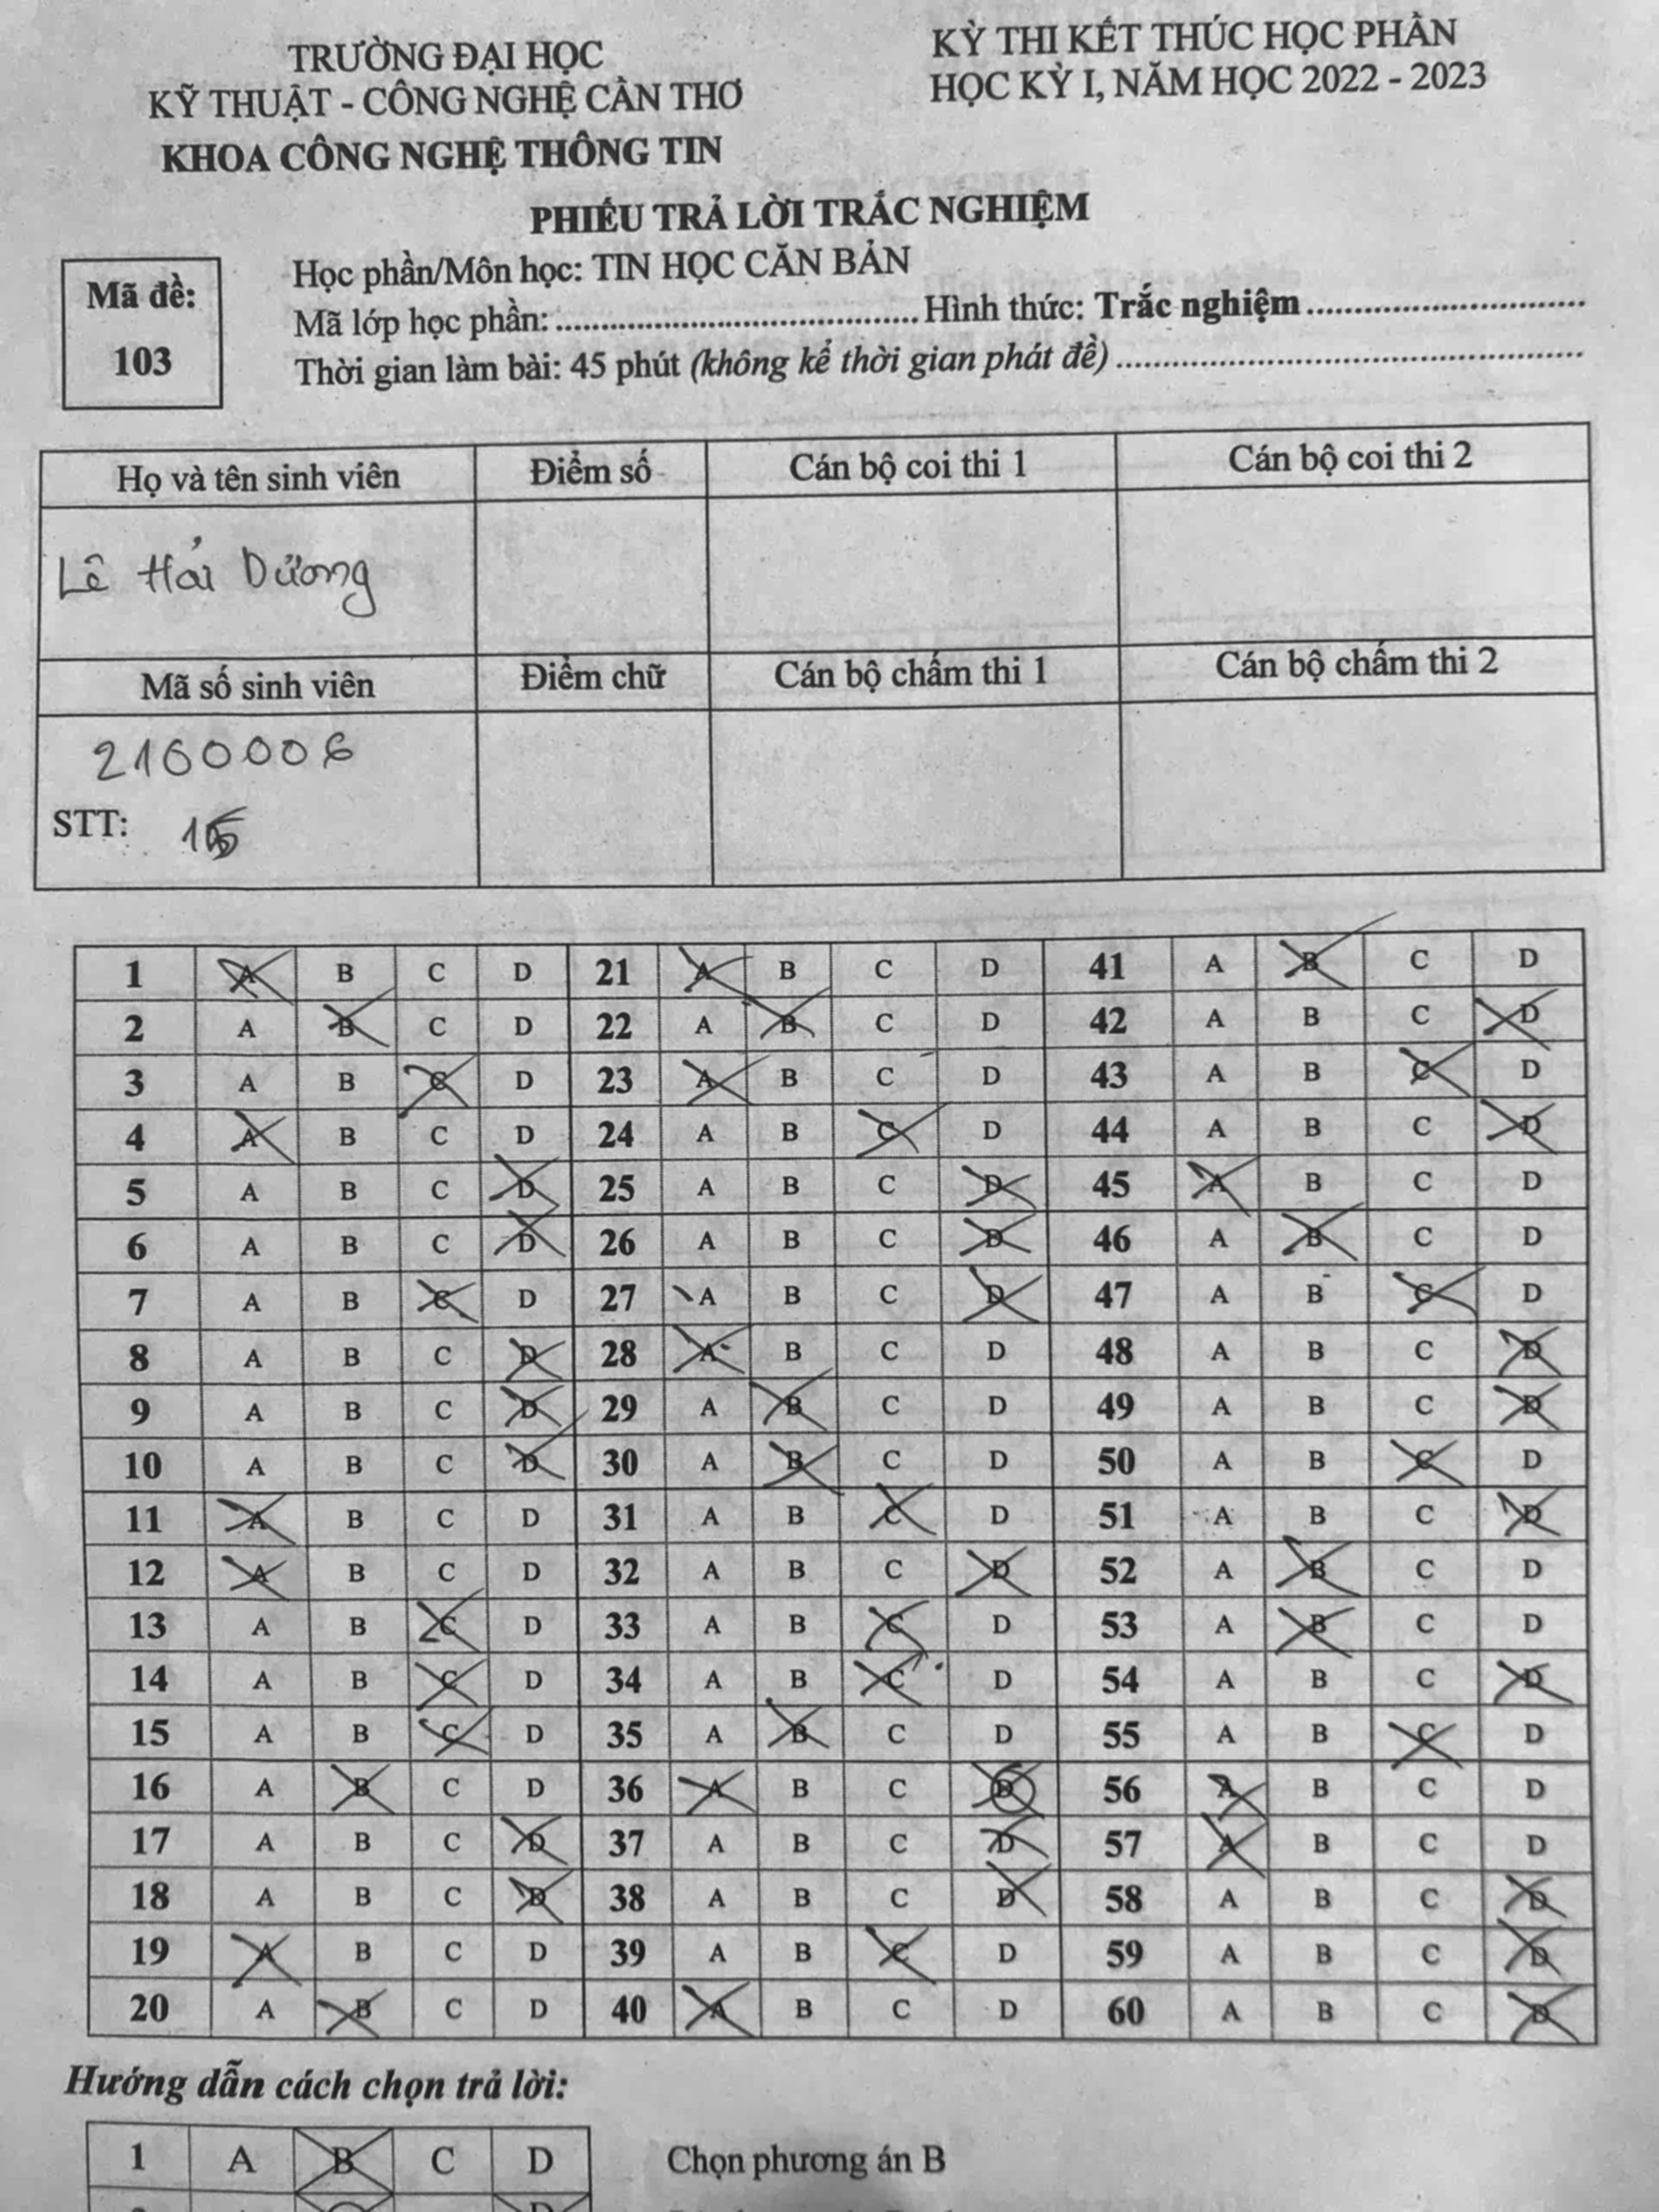 TRƯỜNG ĐẠI HỌC
KỸ THUẬT - CÔNG NGHỆ CẦN THƠ
KHOA CÔNG NGHỆ THÔNG TIN
KỲ THI KẾT THÚC HỌC PHẦN
HỌC KỲ I, NĂM HỌC 2022 - 2023
PHIẾU TRẢ LỜI TRẮC NGHIỆM
Mã đề:
103
Học phần/Môn học: TIN HỌC CĂN BẢN
Mã lớp học phần: Hình thức: Trắc nghiệm
Thời gian làm bài: 45 phút (không kể thời gian phát đề)
Họ và tên sinh viên Điểm số Cán bộ coi thi 1 Cán bộ coi thi 2
Lê Hải Dương
Mã số sinh viên Điểm chữ Cán bộ chấm thi 1 Cán bộ chấm thi 2
2160006
STT: 15
1 A B C D 21 A B C D 41 A B C D
2 A B C D 22 A B C D 42 A B C D
3 A B C D 23 A B C D 43 A B C D
4 A B C D 24 A B C D 44 A B C D
5 A B C D 25 A B C D 45 A B C D
6 A B C D 26 A B C D 46 A B C D
7 A B C D 27 A B C D 47 A B C D
8 A B C D 28 A B C D 48 A B C D
9 A B C D 29 A B C D 49 A B C D
10 A B C D 30 A B C D 50 A B C D
11 A B C D 31 A B C D 51 A B C D
12 A B C D 32 A B C D 52 A B C D
13 A B C D 33 A B C D 53 A B C D
14 A B C D 34 A B C D 54 A B C D
15 A B C D 35 A B C D 55 A B C D
16 A B C D 36 A B C D 56 A B C D
17 A B C D 37 A B C D 57 A B C D
18 A B C D 38 A B C D 58 A B C D
19 A B C D 39 A B C D 59 A B C D
20 A B C D 40 A B C D 60 A B C D
Hướng dẫn cách chọn trả lời:
1 A B C D Chọn phương án B